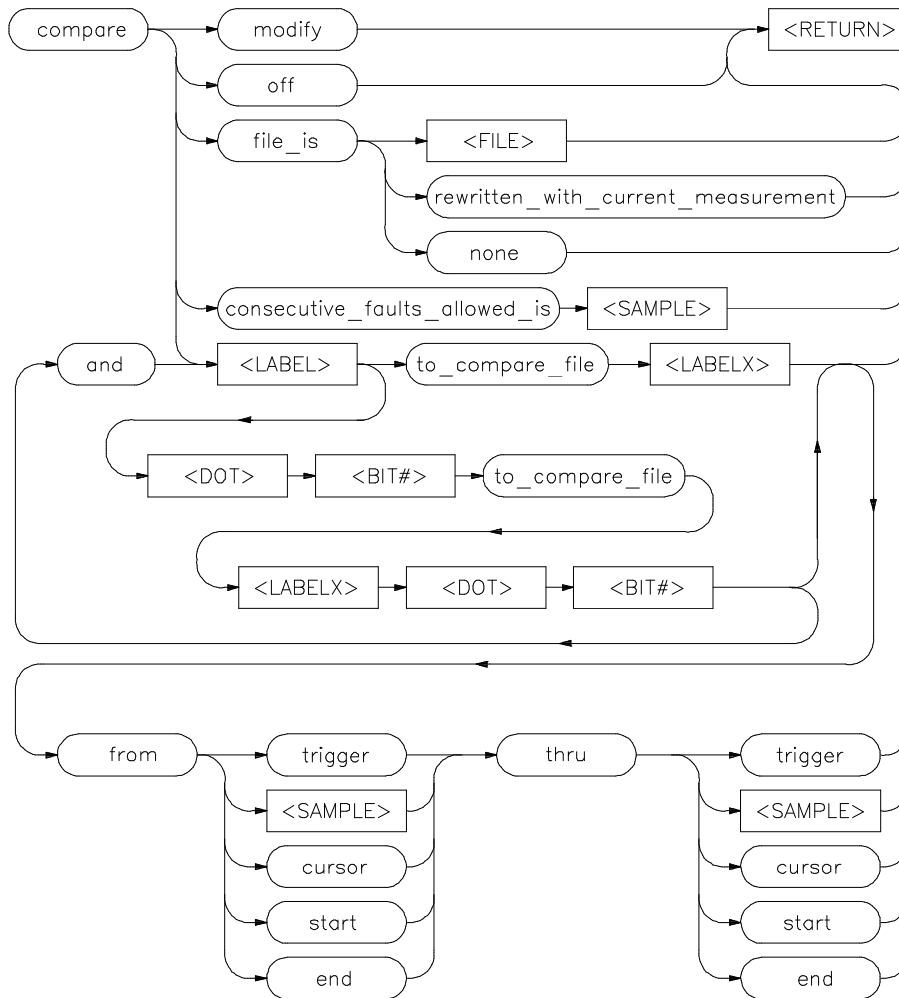 compare
modify
<RETURN>
off
file_is
<FILE>
rewritten_with_current_measurement
none
consecutive_faults_allowed_is
<SAMPLE>
and
<LABEL>
to_compare_file
<LABELX>
<DOT>
<BIT#>
to_compare_file
<LABELX>
<DOT>
<BIT#>
from
trigger
<SAMPLE>
cursor
start
end
thru
trigger
<SAMPLE>
cursor
start
end